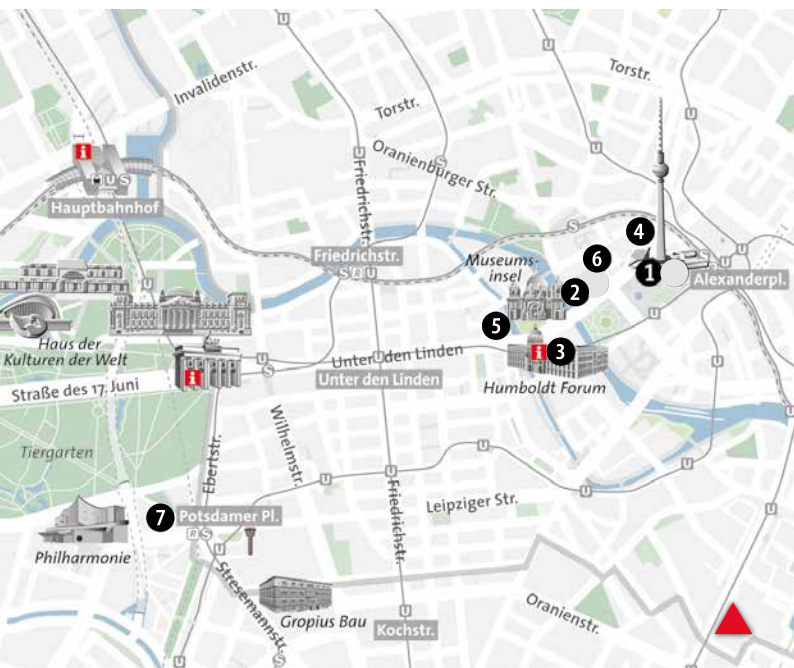 U
U
Invalidenstr.
Torstr.
Torstr.
U
U
i
Oranienburger Str.
U
S
U S
Friedrichstr.
Hauptbahnhof
S
4
Friedrichstr.
S R U
Museums-
insel
6
1
U
U
Alexanderpl.
2
5
Haus der
Kulturen der Welt
U
Unter den Linden
i
3
U
S
i
Unter den Linden
Straße des 17. Juni
Humboldt Forum
Wilhelmstr.
Ebertstr.
Tiergarten
U
U
U
U
U
Friedrichstr.
Leipziger Str.
7
Potsdamer Pl.
U
R S
U
Philharmonie
Stresemannstr.
Gropius Bau
Oranienstr.
U
Kochstr.
U
S
U